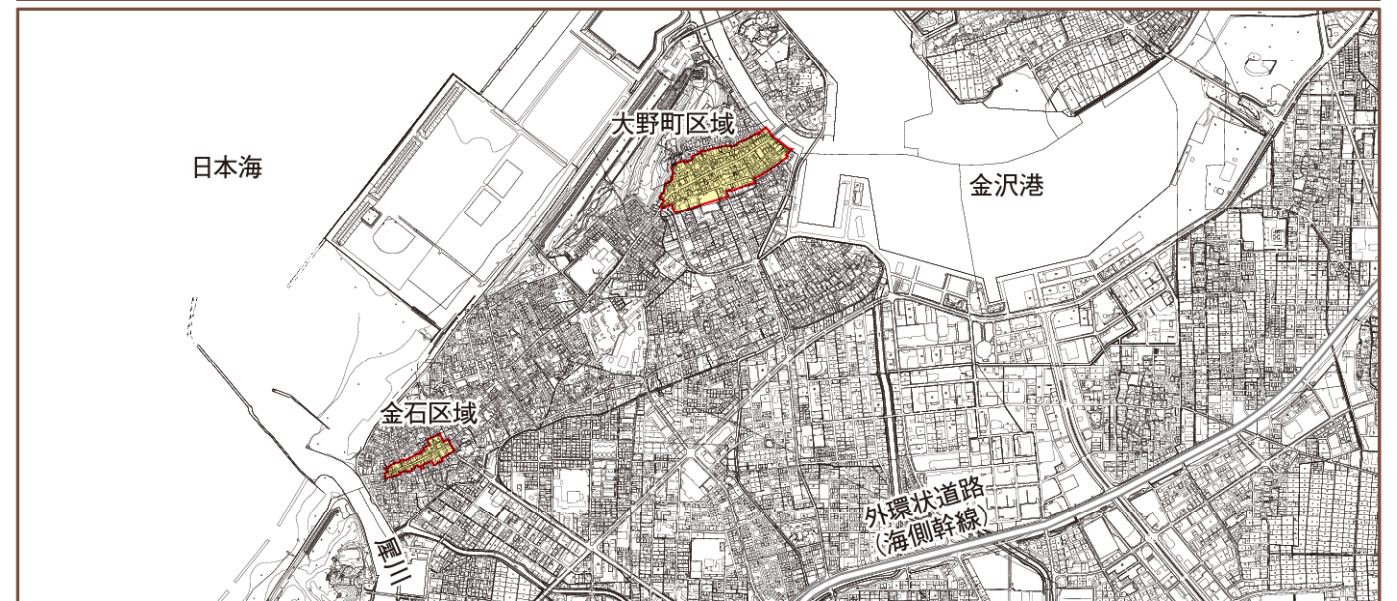 大野町区域
日本海
金沢港
金石区域
外環状道路
(海側幹線)
犀川